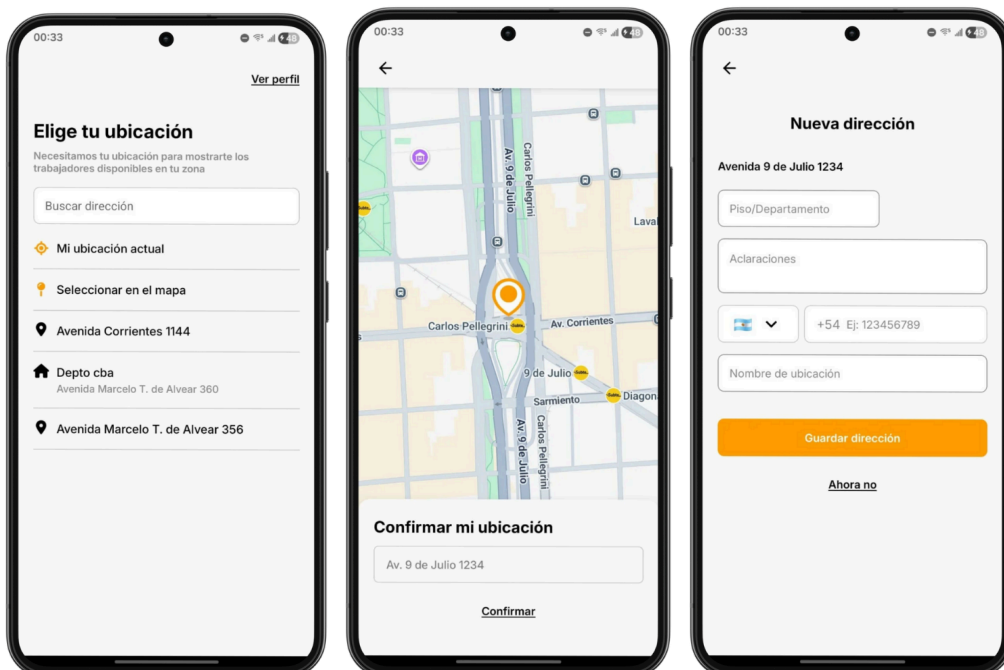 00:33
48
Ver perfil
Elige tu ubicación
Necesitamos tu ubicación para mostrarte los
trabajadores disponibles en tu zona
Buscar dirección
Mi ubicación actual
Seleccionar en el mapa
Avenida Corrientes 1144
Depto cba
Avenida Marcelo T. de Alvear 360
Avenida Marcelo T. de Alvear 356
00:33
48
Av. 9 de Julio
Carlos Pellegrini
Laval
Carlos Pellegrini
Av. Corrientes
9 de Julio
Diagon
Sarmiento
Av. 9 de Julio
Carlos Pellegrini
Confirmar mi ubicación
Av. 9 de Julio 1234
Confirmar
00:33
48
Nueva dirección
Avenida 9 de Julio 1234
Piso/Departamento
Aclaraciones
+54 Ej: 123456789
Nombre de ubicación
Guardar dirección
Ahora no